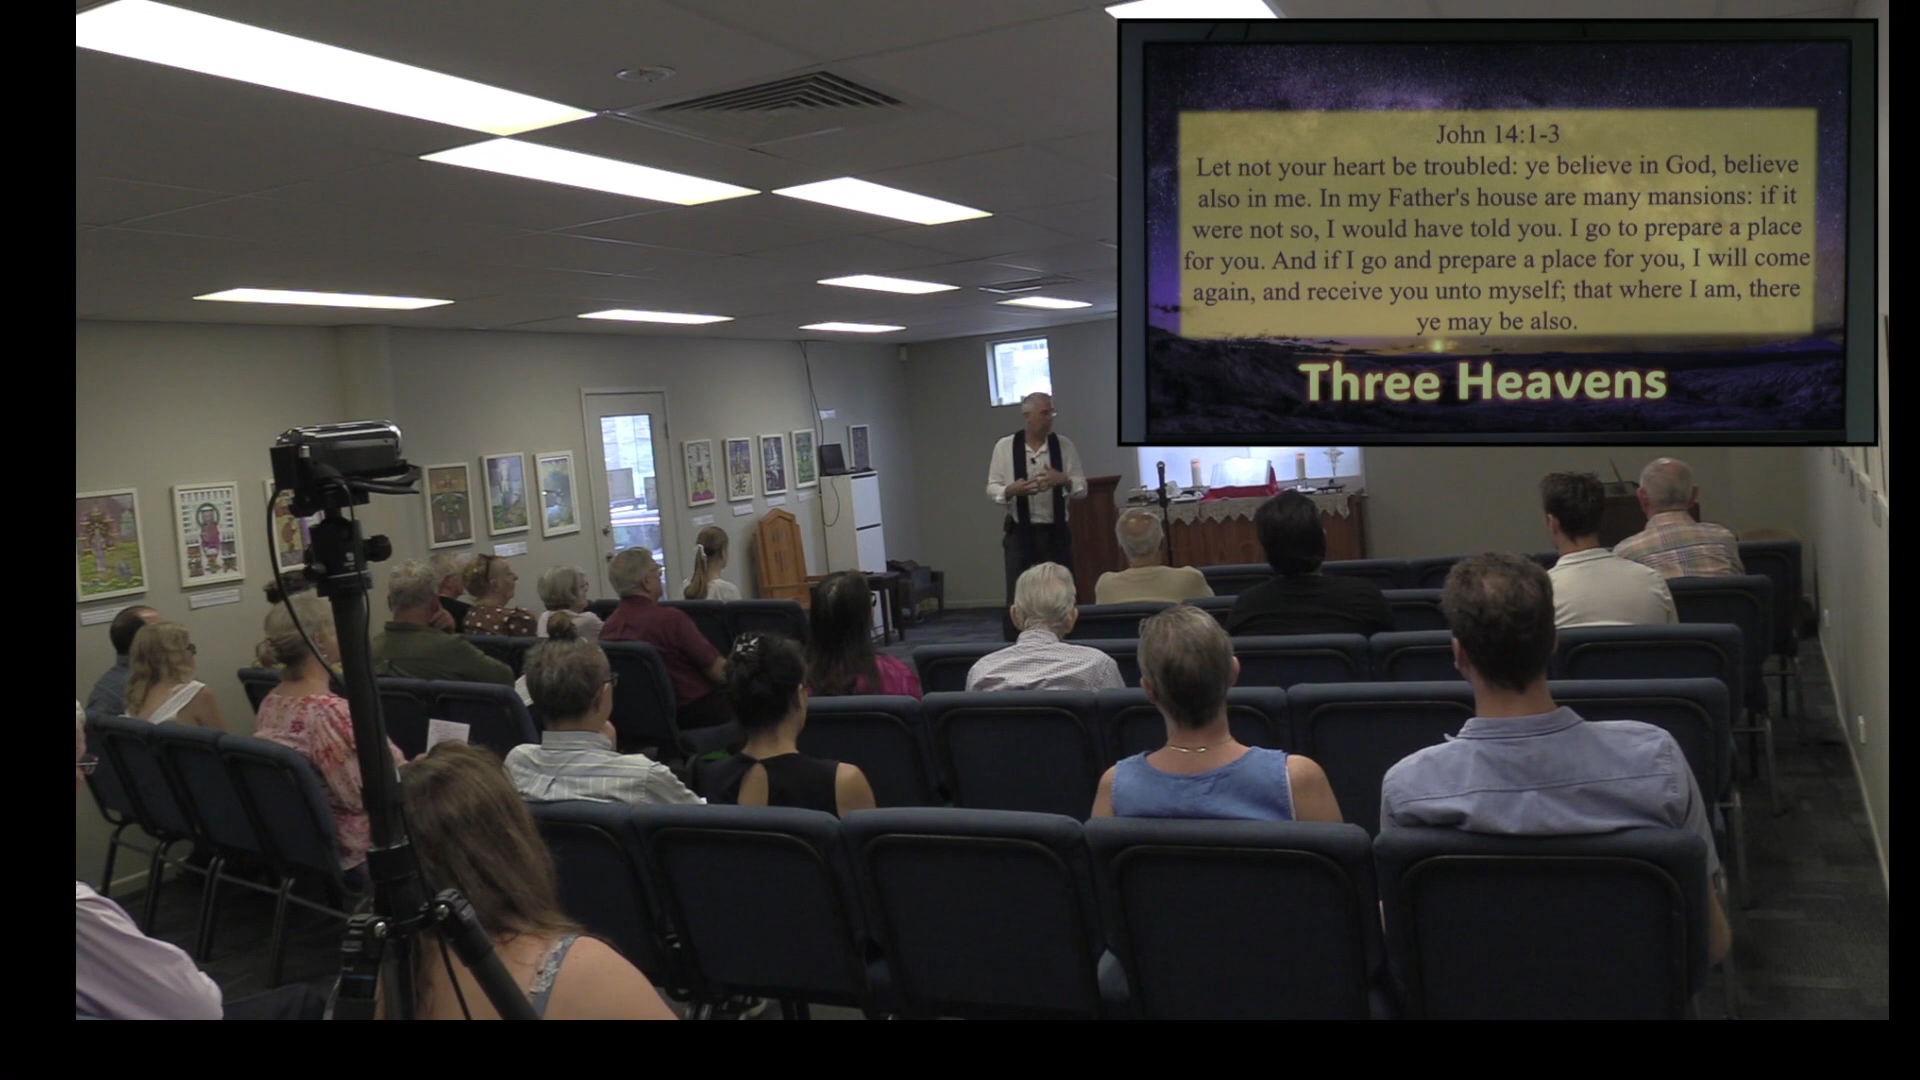 John 14:1-3
Let not your heart be troubled: ye believe in God, believe
also in me. In my Father's house are many mansions: if it
were not so, I would have told you. I go to prepare a place
for you. And if I go and prepare a place for you, I will come
again, and receive you unto myself; that where I am, there
ye may be also.
Three Heavens